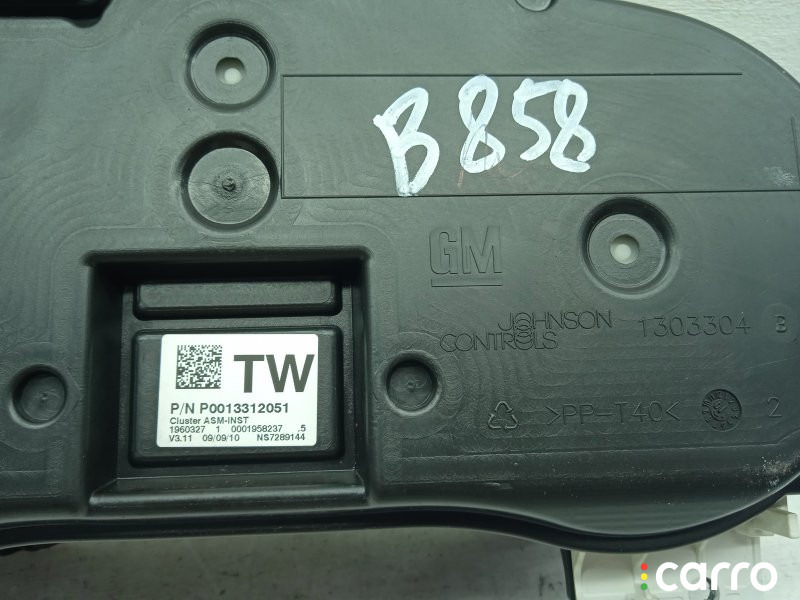 B 858
GM
JOHNSON
CONTROLS
1303304 B
TW
P/N P0013312051
Cluster ASM-INST
1960327 1 0001958237 .5
V3.11 09/09/10 NS7289144
>PP-T40< 2
carro